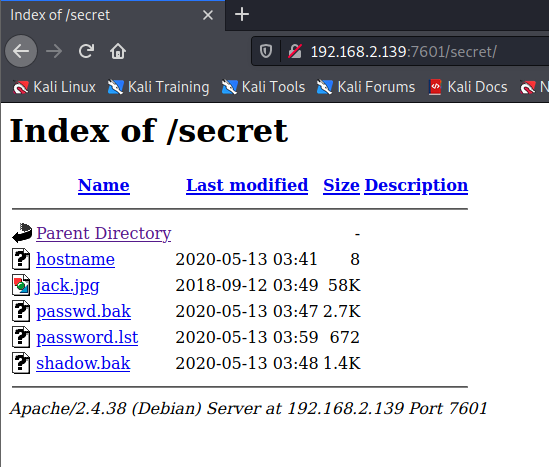 Index of /secret
192.168.2.139:7601/secret/
Kali Linux Kali Training Kali Tools Kali Forums Kali Docs N
Index of /secret
Name Last modified Size Description
Parent Directory -
hostname 2020-05-13 03:41 8
jack.jpg 2018-09-12 03:49 58K
passwd.bak 2020-05-13 03:47 2.7K
password.lst 2020-05-13 03:59 672
shadow.bak 2020-05-13 03:48 1.4K
Apache/2.4.38 (Debian) Server at 192.168.2.139 Port 7601